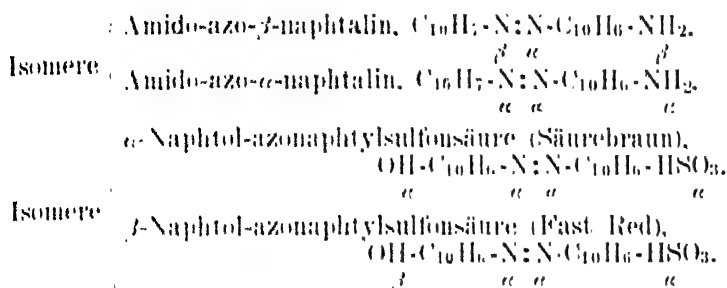 Amido-azo-β-naphtalin, C₁₀H₇-N:N-C₁₀H₆-NH₂.
β α β
Isomere
Amido-azo-α-naphtalin, C₁₀H₇-N:N-C₁₀H₆-NH₂.
α α α
α-Naphtol-azonaphtylsulfonsäure (Säurebraun),
OH-C₁₀H₆-N:N-C₁₀H₆-HSO₃.
α α α α
Isomere
β-Naphtol-azonaphtylsulfonsäure (Fast Red),
OH-C₁₀H₆-N:N-C₁₀H₆-HSO₃.
β α α α